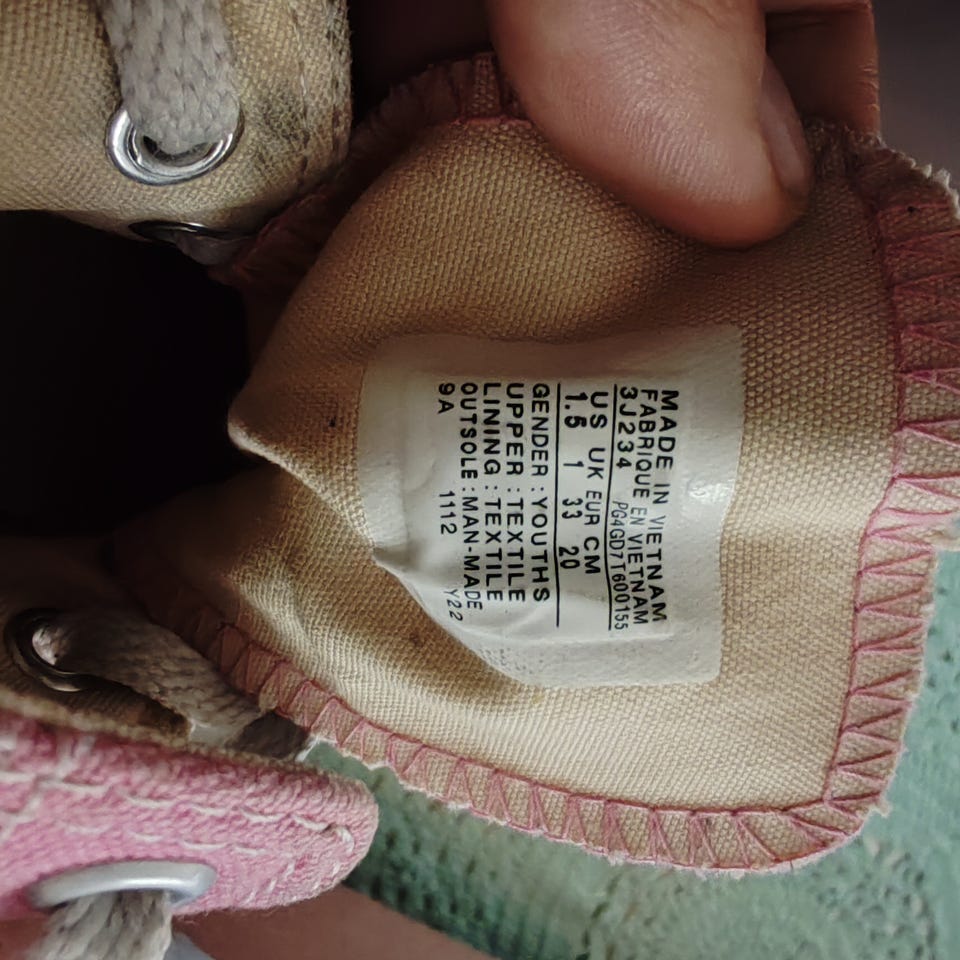 MADE IN VIETNAM
FABRIQUE EN VIETNAM
3J234 PG4GD7T600155
US UK EUR CM
1.5 1 33 20
GENDER : YOUTHS
UPPER : TEXTILE
LINING : TEXTILE
OUTSOLE : MAN-MADE
9A 1112 Y22